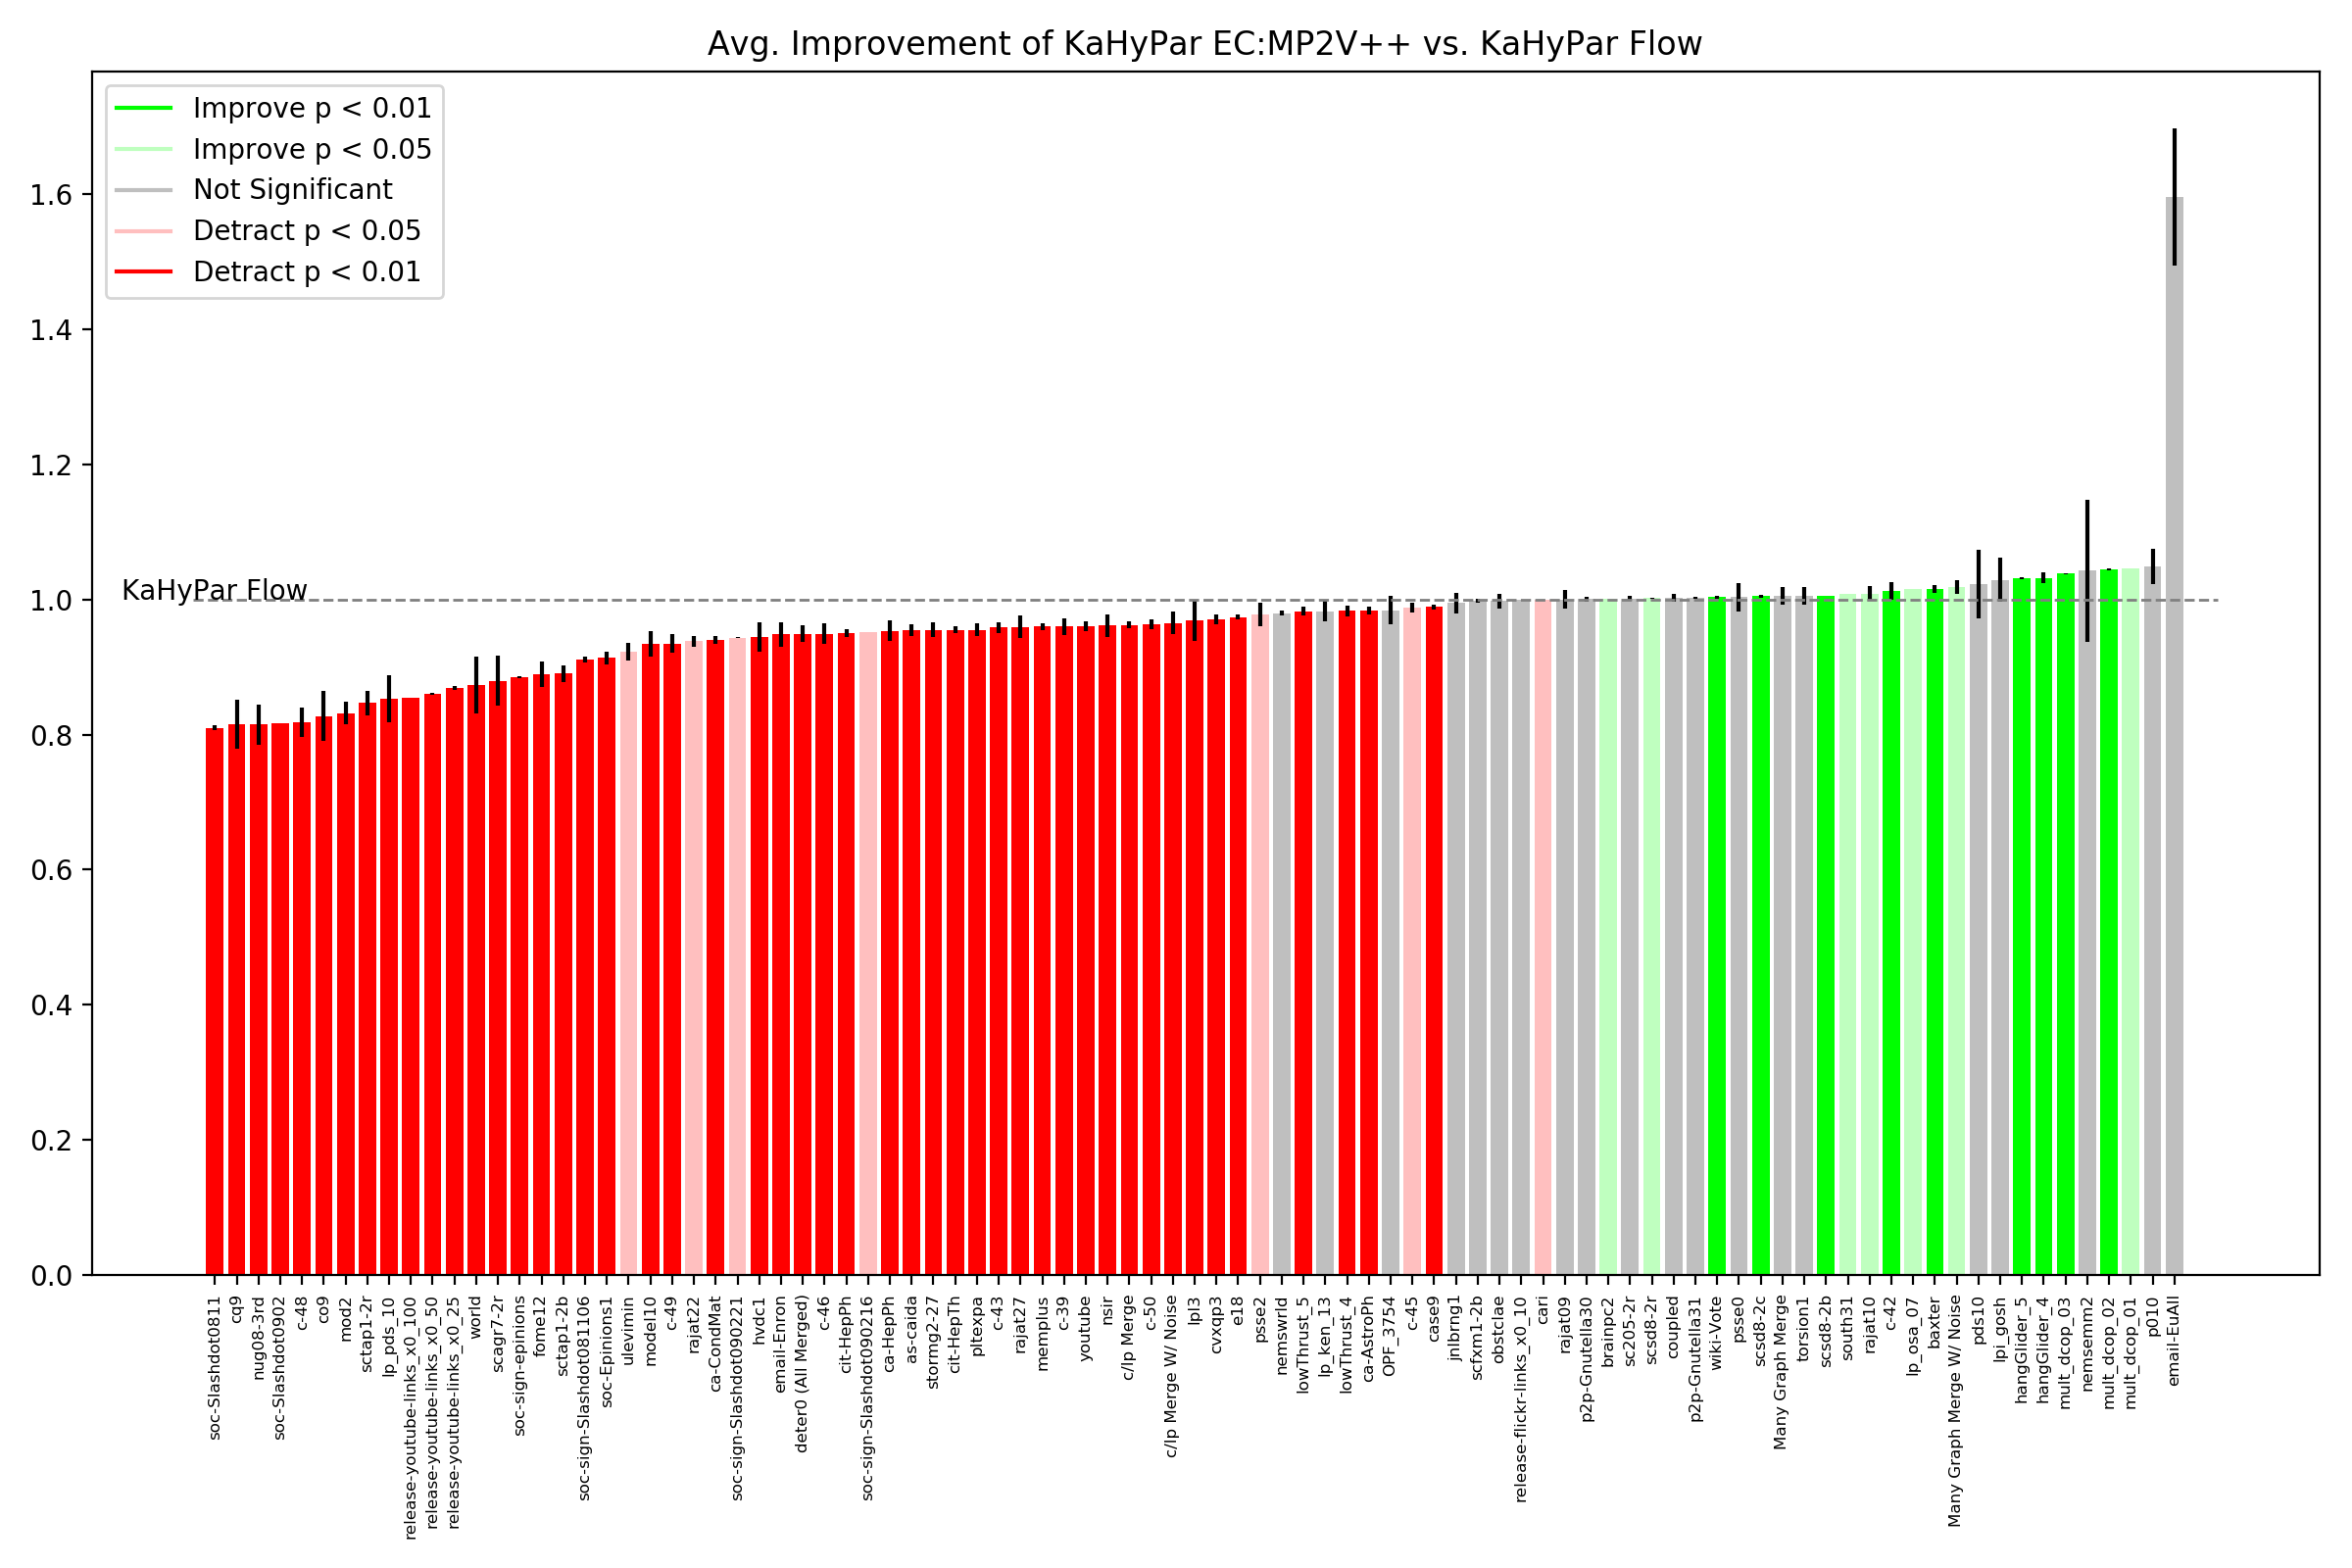 Avg. Improvement of KaHyPar EC:MP2V++ vs. KaHyPar Flow
Improve p < 0.01
Improve p < 0.05
Not Significant
Detract p < 0.05
Detract p < 0.01
1.6
1.4
1.2
1.0
0.8
0.6
0.4
0.2
0.0
KaHyPar Flow
soc-Slashdot0811
cq9
nug08-3rd
soc-Slashdot0902
c-48
co9
mod2
sctap1-2r
lp_pds_10
release-youtube-links_x0_100
release-youtube-links_x0_50
release-youtube-links_x0_25
world
scagr7-2r
soc-sign-epinions
fome12
sctap1-2b
soc-sign-Slashdot081106
soc-Epinions1
ulevimin
model10
c-49
rajat22
ca-CondMat
soc-sign-Slashdot090221
hvdc1
email-Enron
deter0 (All Merged)
c-46
cit-HepPh
soc-sign-Slashdot090216
ca-HepPh
as-caida
stormg2-27
cit-HepTh
pltexpa
c-43
rajat27
memplus
c-39
youtube
nsir
c/lp Merge
c-50
c/lp Merge W/ Noise
lpl3
cvxqp3
e18
psse2
nemswrld
lowThrust_5
lp_ken_13
lowThrust_4
ca-AstroPh
OPF_3754
c-45
case9
jnlbrng1
scfxm1-2b
obstclae
release-flickr-links_x0_10
cari
rajat09
p2p-Gnutella30
brainpc2
sc205-2r
scsd8-2r
coupled
p2p-Gnutella31
wiki-Vote
psse0
scsd8-2c
Many Graph Merge
torsion1
scsd8-2b
south31
rajat10
c-42
lp_osa_07
baxter
Many Graph Merge W/ Noise
pds10
lpi_gosh
hangGlider_5
hangGlider_4
mult_dcop_03
nemsemm2
mult_dcop_02
mult_dcop_01
p010
email-EuAll